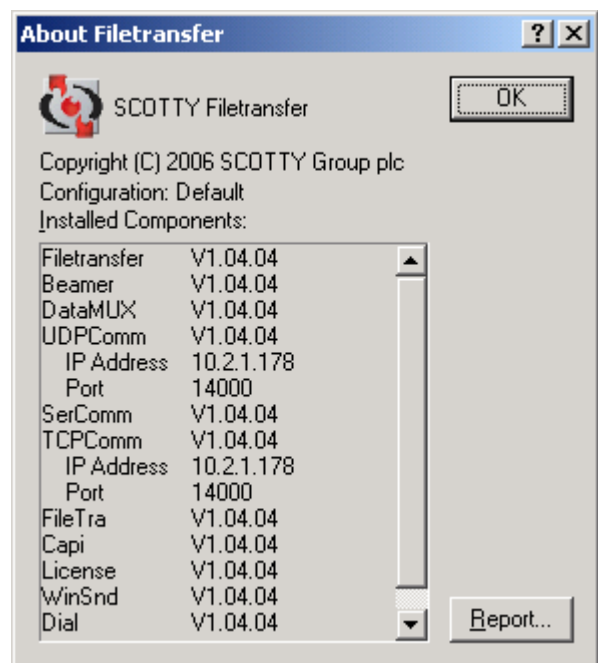 About Filetransfer
?
SCOTTY Filetransfer
OK
Copyright (C) 2006 SCOTTY Group plc
Configuration: Default
Installed Components:
Filetransfer V1.04.04
Beamer V1.04.04
DataMUX V1.04.04
UDPComm V1.04.04
IP Address 10.2.1.178
Port 14000
SerComm V1.04.04
TCPComm V1.04.04
IP Address 10.2.1.178
Port 14000
FileTra V1.04.04
Capi V1.04.04
License V1.04.04
WinSnd V1.04.04
Dial V1.04.04
Report...